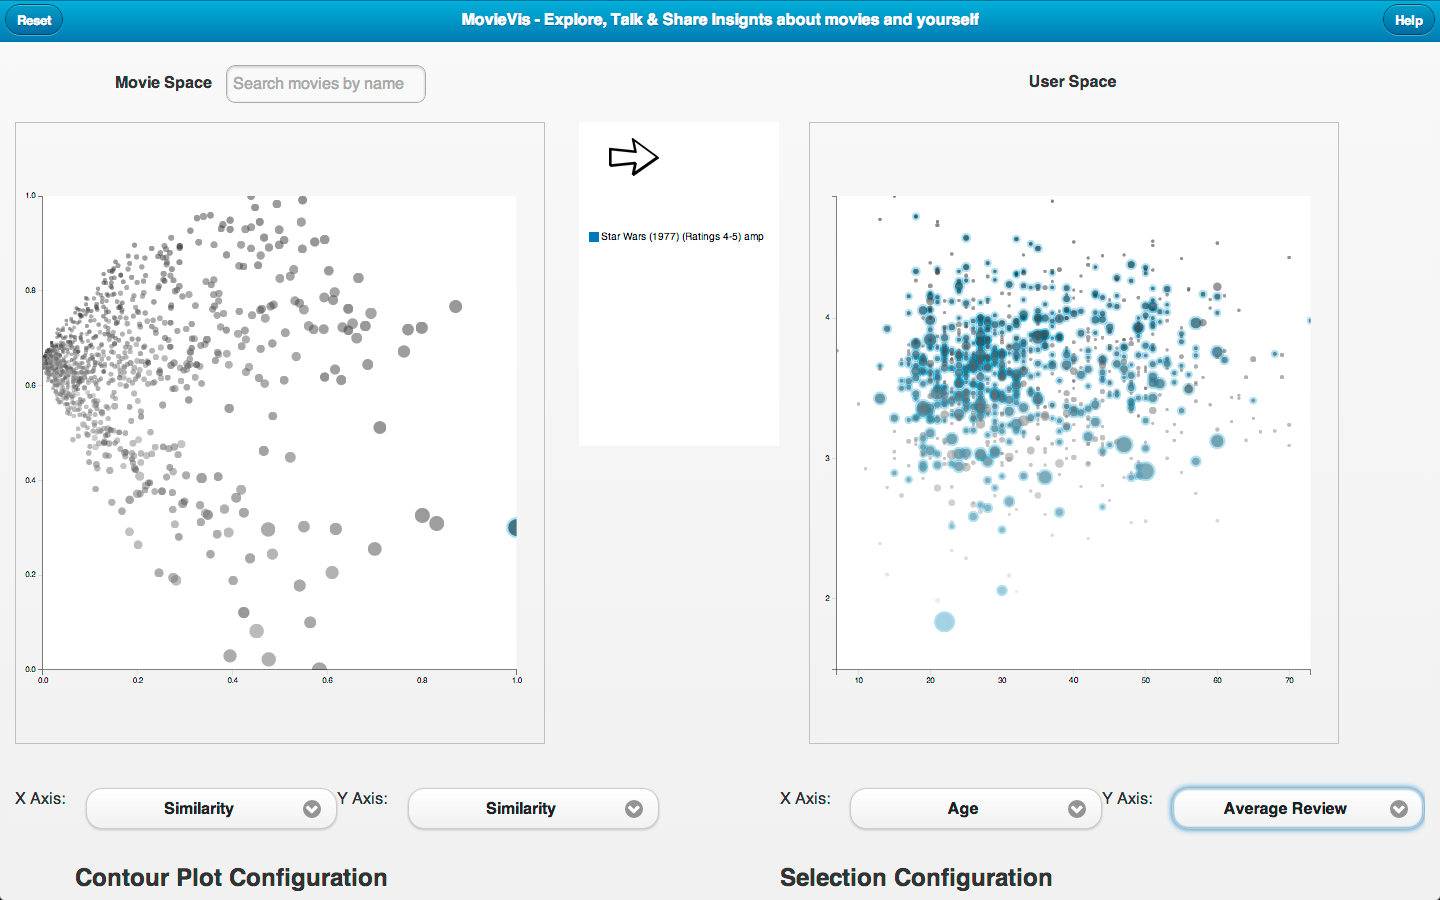 Reset
MovieVis - Explore, Talk & Share Insignts about movies and yourself
Help
Movie Space
Search movies by name
User Space
Star Wars (1977) (Ratings 4-5) amp
1.0
0.8
0.6
0.4
0.2
0.0
0.0 0.2 0.4 0.6 0.8 1.0
4
3
2
10 20 30 40 50 60 70
X Axis: Similarity Y Axis: Similarity
X Axis: Age Y Axis: Average Review
Contour Plot Configuration
Selection Configuration